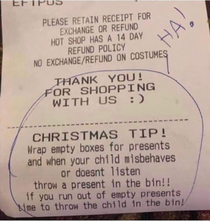 EFTPOS
PLEASE RETAIN RECEIPT FOR
EXCHANGE OR REFUND
HOT SHOP HAS A 14 DAY
REFUND POLICY
NO EXCHANGE/REFUND ON COSTUMES
HA!
THANK YOU!
FOR SHOPPING
WITH US :)
CHRISTMAS TIP!
Wrap empty boxes for presents
and when your child misbehaves
or doesnt listen
throw a present in the bin!!
if you run out of empty presents
time to throw the child in the bin!